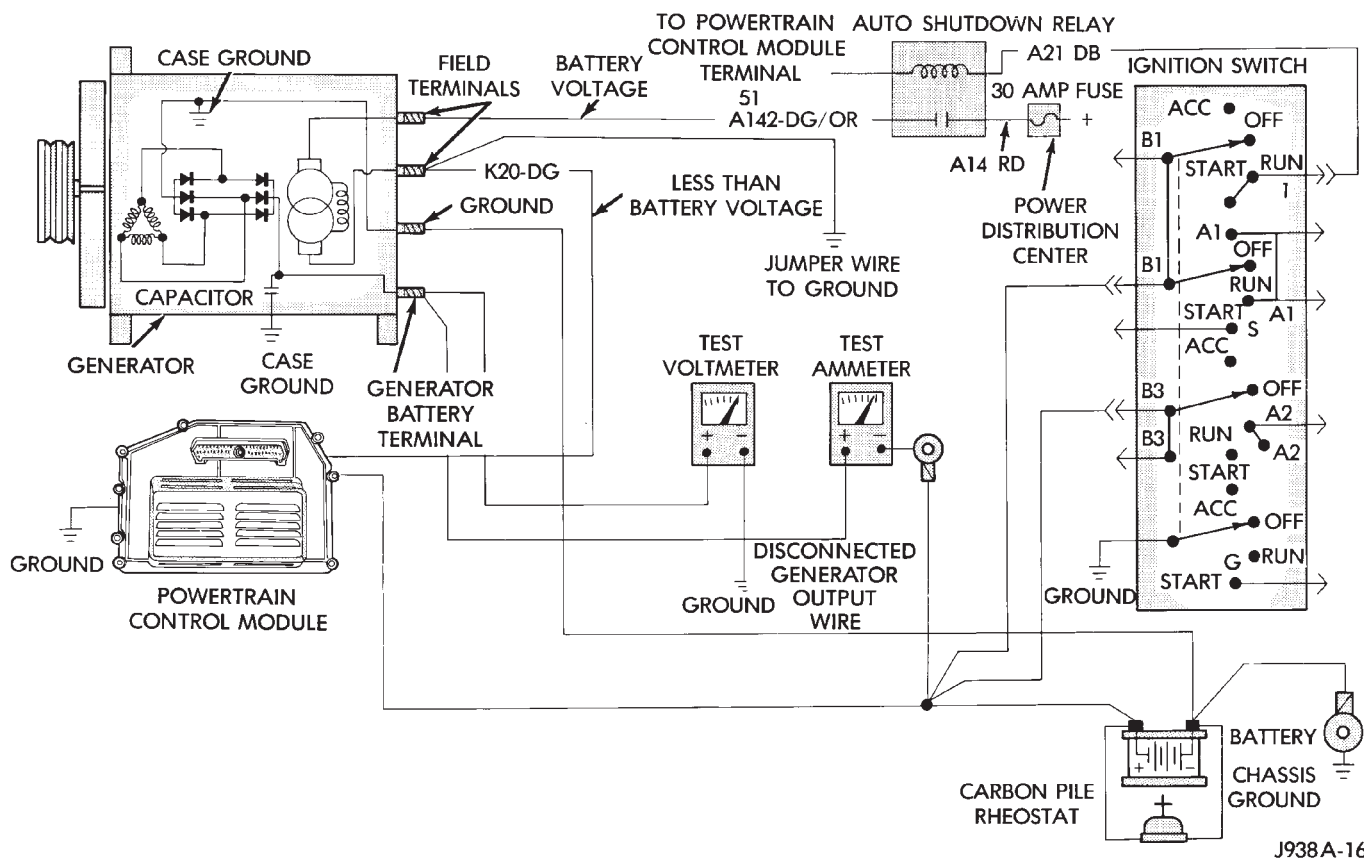 TO POWERTRAIN
CONTROL MODULE
TERMINAL
51
AUTO SHUTDOWN RELAY
A21 DB
IGNITION SWITCH
CASE GROUND
FIELD
TERMINALS
BATTERY
VOLTAGE
A142-DG/OR
30 AMP FUSE
+
A14 RD
POWER
DISTRIBUTION
CENTER
K20-DG
GROUND
LESS THAN
BATTERY VOLTAGE
JUMPER WIRE
TO GROUND
CAPACITOR
GENERATOR
CASE
GROUND
GENERATOR
BATTERY
TERMINAL
TEST
VOLTMETER
+ -
TEST
AMMETER
+ -
ACC
OFF
B1
START
RUN
I
A1
OFF
B1
RUN
START
A1
S
ACC
B3
OFF
A2
B3
RUN
A2
START
ACC
OFF
G
RUN
START
GROUND
GROUND
POWERTRAIN
CONTROL MODULE
GROUND
DISCONNECTED
GENERATOR
OUTPUT
WIRE
+ -
BATTERY
CHASSIS
GROUND
CARBON PILE
RHEOSTAT
J938A-16